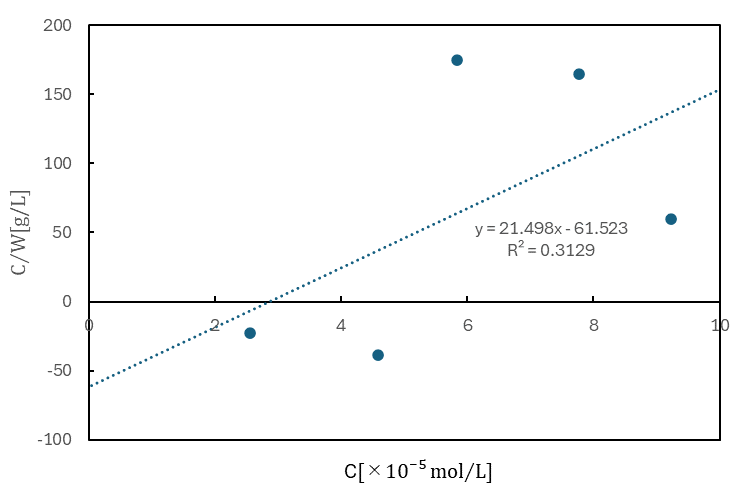 200
150
100
50
0
-50
-100
C/W[g/L]
y = 21.498x - 61.523
R² = 0.3129
0 2 4 6 8 10
C[×10⁻⁵ mol/L]